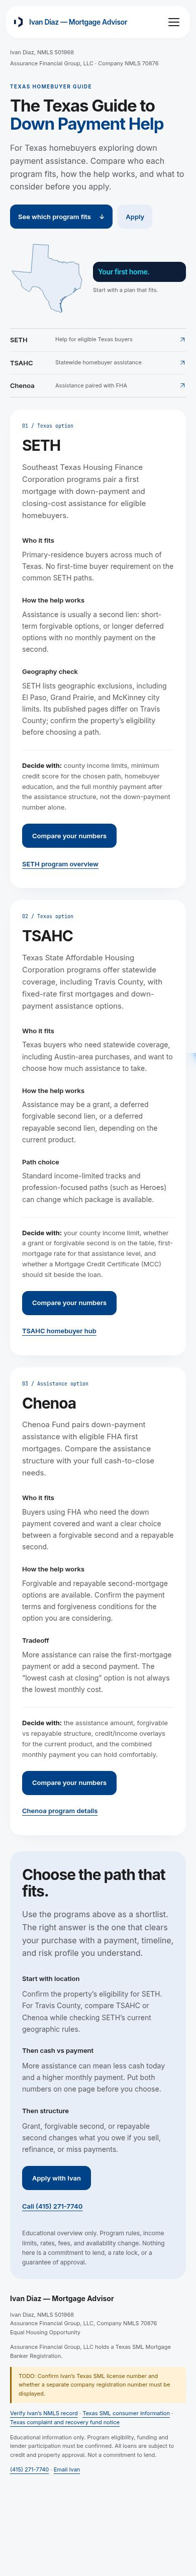 Ivan Diaz — Mortgage Advisor
Ivan Diaz, NMLS 501968
Assurance Financial Group, LLC · Company NMLS 70876
TEXAS HOMEBUYER GUIDE
The Texas Guide to
Down Payment Help
For Texas homebuyers exploring down
payment assistance. Compare who each
program fits, how the help works, and what to
consider before you apply.
See which program fits ↓
Apply
Your first home.
Start with a plan that fits.
SETH Help for eligible Texas buyers
TSAHC Statewide homebuyer assistance
Chenoa Assistance paired with FHA
01 / Texas option
SETH
Southeast Texas Housing Finance
Corporation programs pair a first
mortgage with down-payment and
closing-cost assistance for eligible
homebuyers.
Who it fits
Primary-residence buyers across much of
Texas. No first-time buyer requirement on the
common SETH paths.
How the help works
Assistance is usually a second lien: short-
term forgivable options, or longer deferred
options with no monthly payment on the
second.
Geography check
SETH lists geographic exclusions, including
El Paso, Grand Prairie, and McKinney city
limits. Its published pages differ on Travis
County; confirm the property’s eligibility
before choosing a path.
Decide with: county income limits, minimum
credit score for the chosen path, homebuyer
education, and the full monthly payment after
the assistance structure, not the down-payment
number alone.
Compare your numbers
SETH program overview
02 / Texas option
TSAHC
Texas State Affordable Housing
Corporation programs offer statewide
coverage, including Travis County, with
fixed-rate first mortgages and down-
payment assistance options.
Who it fits
Texas buyers who need statewide coverage,
including Austin-area purchases, and want to
choose how much assistance to take.
How the help works
Assistance may be a grant, a deferred
forgivable second lien, or a deferred
repayable second lien, depending on the
current product.
Path choice
Standard income-limited tracks and
profession-focused paths (such as Heroes)
can change which package is available.
Decide with: your county income limit, whether
a grant or forgivable second is on the table, first-
mortgage rate for that assistance level, and
whether a Mortgage Credit Certificate (MCC)
should sit beside the loan.
Compare your numbers
TSAHC homebuyer hub
03 / Assistance option
Chenoa
Chenoa Fund pairs down-payment
assistance with eligible FHA first
mortgages. Compare the assistance
structure with your full cash-to-close
needs.
Who it fits
Buyers using FHA who need the down
payment covered and want a clear choice
between a forgivable second and a repayable
second.
How the help works
Forgivable and repayable second-mortgage
options are available. Confirm the payment
terms and forgiveness conditions for the
option you are considering.
Tradeoff
More assistance can raise the first-mortgage
payment or add a second payment. The
“lowest cash at closing” option is not always
the lowest monthly cost.
Decide with: the assistance amount, forgivable
vs repayable structure, credit/income overlays
for the current product, and the combined
monthly payment you can hold comfortably.
Compare your numbers
Chenoa program details
Choose the path that
fits.
Use the programs above as a shortlist.
The right answer is the one that clears
your purchase with a payment, timeline,
and risk profile you understand.
Start with location
Confirm the property’s eligibility for SETH.
For Travis County, compare TSAHC or
Chenoa while checking SETH’s current
geographic rules.
Then cash vs payment
More assistance can mean less cash today
and a higher monthly payment. Put both
numbers on one page before you choose.
Then structure
Grant, forgivable second, or repayable
second changes what you owe if you sell,
refinance, or miss payments.
Apply with Ivan
Call (415) 271-7740
Educational overview only. Program rules, income
limits, rates, fees, and availability change. Nothing
here is a commitment to lend, a rate lock, or a
guarantee of approval.
Ivan Diaz — Mortgage Advisor
Ivan Diaz, NMLS 501968
Assurance Financial Group, LLC, Company NMLS 70876
Equal Housing Opportunity
Assurance Financial Group, LLC holds a Texas SML Mortgage
Banker Registration.
TODO: Confirm Ivan’s Texas SML license number and
whether a separate company registration number must be
displayed.
Verify Ivan’s NMLS record · Texas SML consumer information ·
Texas complaint and recovery fund notice
Educational information only. Program eligibility, funding and
lender participation must be confirmed. All loans are subject to
credit and property approval. Not a commitment to lend.
(415) 271-7740 · Email Ivan